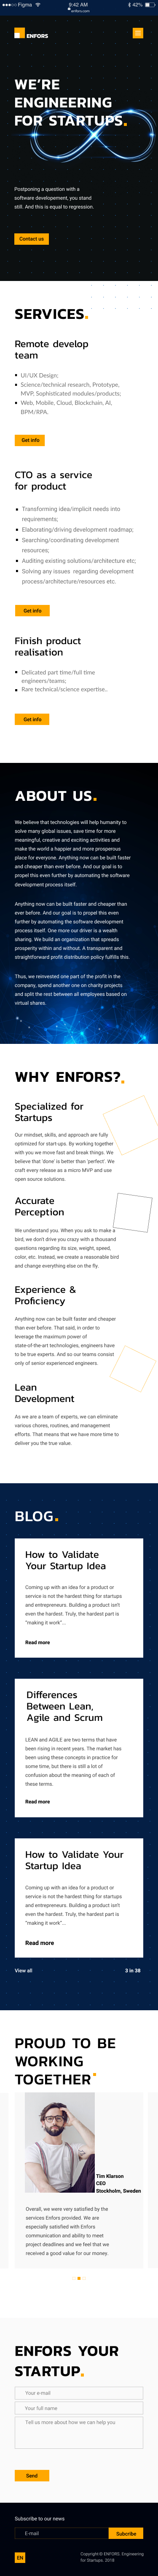 Figma
9:42 AM
42%
enfors.com
ENFORS
WE'RE
ENGINEERING
FOR STARTUPS.
Postponing a question with a
software development, you stand
still. And this is equal to regression.
Contact us
SERVICES.
Remote develop
team
UI/UX Design;
Science/technical research, Prototype,
MVP, Sophisticated modules/products;
Web, Mobile, Cloud, Blockchain, AI,
BPM/RPA.
Get info
CTO as a service
for product
Transforming idea/implicit needs into
requirements;
Elaborating/driving development roadmap;
Searching/coordinating development
resources;
Auditing existing solutions/architecture etc;
Solving any issues regarding development
process/architecture/resources etc.
Get info
Finish product
realisation
Delicated part time/full time
engineers/teams;
Rare technical/science expertise..
Get info
ABOUT US.
We believe that technologies will help humanity to
solve many global issues, save time for more
meaningful, creative and exciting activities and
make the world a happier and more prosperous
place for everyone. Anything now can be built faster
and cheaper than ever before. And our goal is to
propel this even further by automating the software
development process itself.
Anything now can be built faster and cheaper than
ever before. And our goal is to propel this even
further by automating the software development
process itself. One more our driver is a wealth
sharing. We build an organization that spreads
prosperity within and without. A transparent and
straightforward profit distribution policy fulfills this.
Thus, we reinvested one part of the profit in the
company, spend another one on charity projects
and split the rest between all employees based on
virtual shares.
WHY ENFORS?.
Specialized for
Startups
Our mindset, skills, and approach are fully
optimized for start-ups. By working together
with you we move fast and break things. We
believe that 'done' is better than 'perfect'. We
craft every release as a micro MVP and use
open source solutions.
Accurate
Perception
We understand you. When you ask to make a
bird, we don't drive you crazy with a thousand
questions regarding its size, weight, speed,
color, etc. Instead, we create a reasonable bird
and change everything else on the fly.
Experience &
Proficiency
Anything now can be built faster and cheaper
than ever before. That said, in order to
leverage the maximum power of
state-of-the-art technologies, engineers have
to be true experts. And so our teams consist
only of senior experienced engineers.
Lean
Development
As we are a team of experts, we can eliminate
various chores, routines, and management
efforts. That means that we have more time to
deliver you the true value.
BLOG.
How to Validate
Your Startup Idea
Coming up with an idea for a product or
service is not the hardest thing for startups
and entrepreneurs. Building a product isn't
even the hardest. Truly, the hardest part is
"making it work"...
Read more
Differences
Between Lean,
Agile and Scrum
LEAN and AGILE are two terms that have
been rising in recent years. The market has
been using these concepts in practice for
some time, but there is still a lot of
confusion about the meaning of each of
these terms.
Read more
How to Validate Your
Startup Idea
Coming up with an idea for a product or
service is not the hardest thing for startups
and entrepreneurs. Building a product isn't
even the hardest. Truly, the hardest part is
"making it work"...
Read more
View all
3 in 38
PROUD TO BE
WORKING
TOGETHER.
Tim Klarson
CEO
Stockholm, Sweden
Overall, we were very satisfied by the
services Enfors provided. We are
especially satisfied with Enfors
communication and ability to meet
project deadlines and we feel that we
received a good value for our money.
ENFORS YOUR
STARTUP.
Your e-mail
Your full name
Tell us more about how we can help you
Send
Subscribe to our news
E-mail
Subcribe
EN
Copyright © ENFORS. Engineering
for Startups. 2018